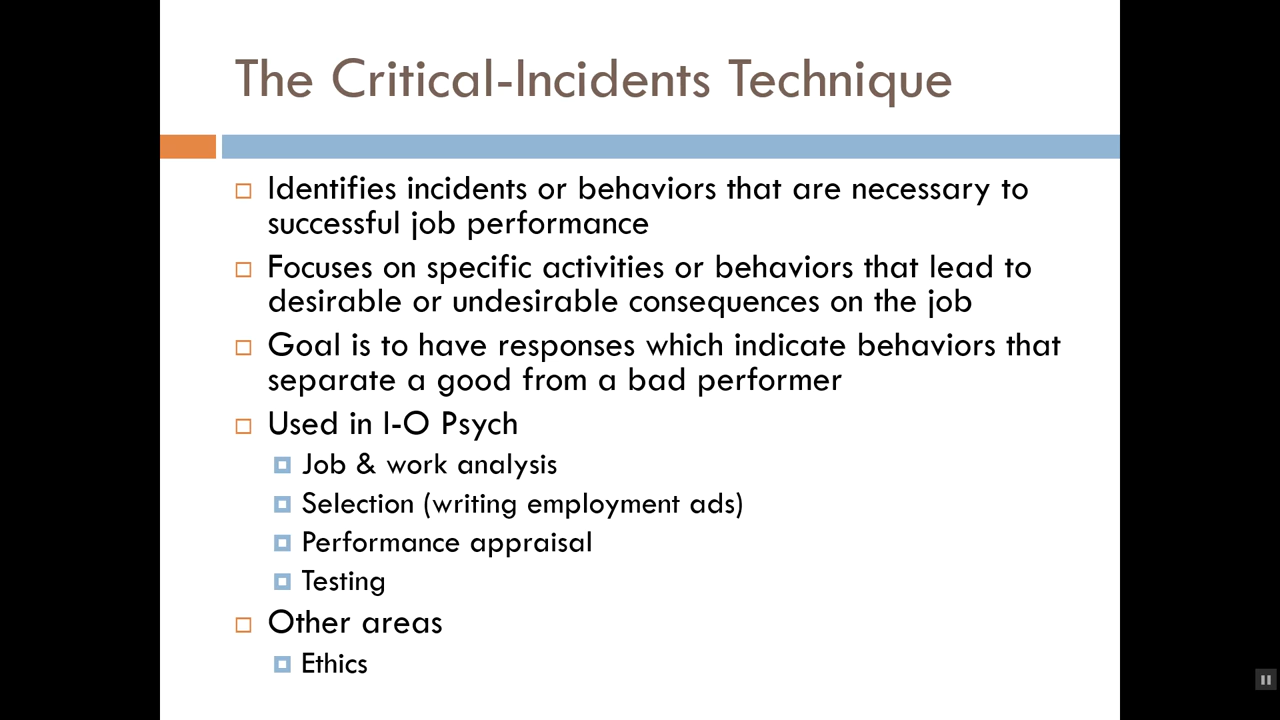 The Critical-Incidents Technique
Identifies incidents or behaviors that are necessary to
successful job performance
Focuses on specific activities or behaviors that lead to
desirable or undesirable consequences on the job
Goal is to have responses which indicate behaviors that
separate a good from a bad performer
Used in I-O Psych
Job & work analysis
Selection (writing employment ads)
Performance appraisal
Testing
Other areas
Ethics